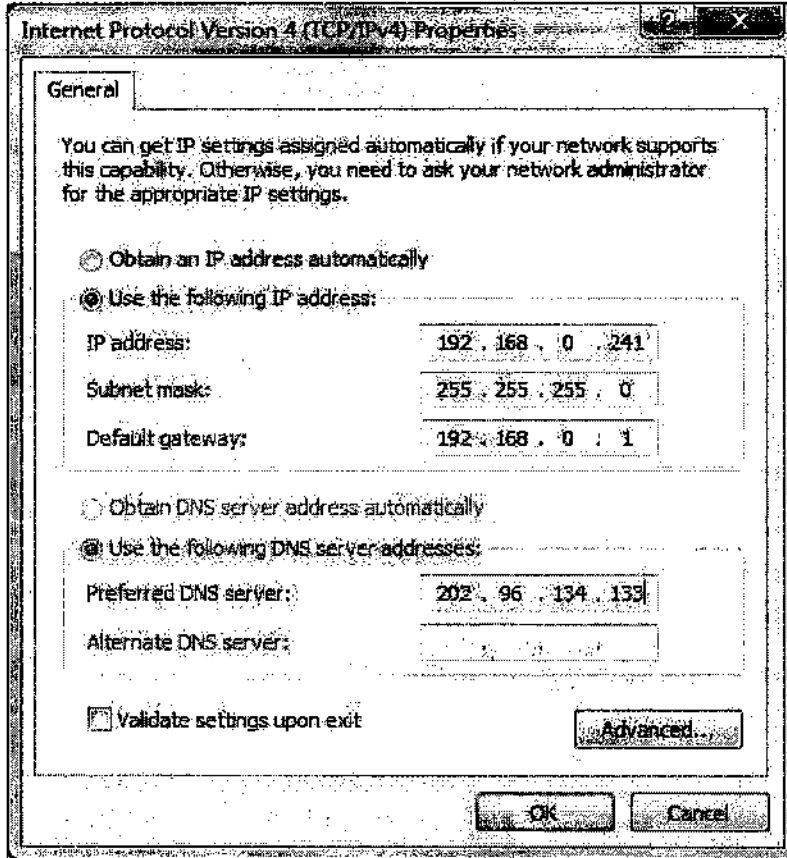 Internet Protocol Version 4 (TCP/IPv4) Properties
General
You can get IP settings assigned automatically if your network supports
this capability. Otherwise, you need to ask your network administrator
for the appropriate IP settings.
Obtain an IP address automatically
Use the following IP address:
IP address: 192 . 168 . 0 . 241
Subnet mask: 255 . 255 . 255 . 0
Default gateway: 192 . 168 . 0 . 1
Obtain DNS server address automatically
Use the following DNS server addresses:
Preferred DNS server: 202 . 96 . 134 . 133
Alternate DNS server: . . .
Validate settings upon exit
Advanced...
OK Cancel